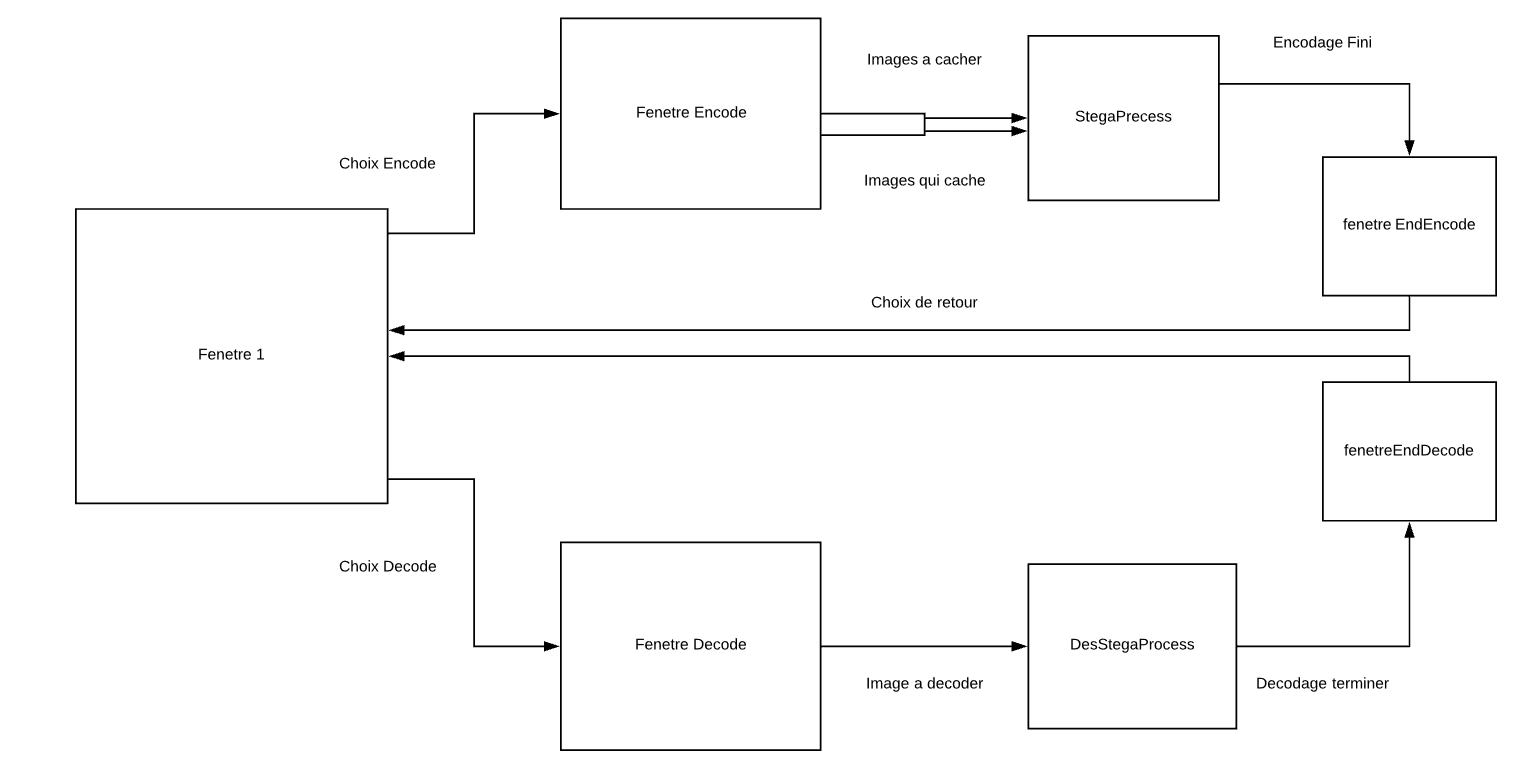 Encodage Fini
Images a cacher
Fenetre Encode
StegaPrecess
Choix Encode
Images qui cache
fenetre EndEncode
Choix de retour
Fenetre 1
fenetreEndDecode
Choix Decode
Fenetre Decode
DesStegaProcess
Image a decoder
Decodage terminer